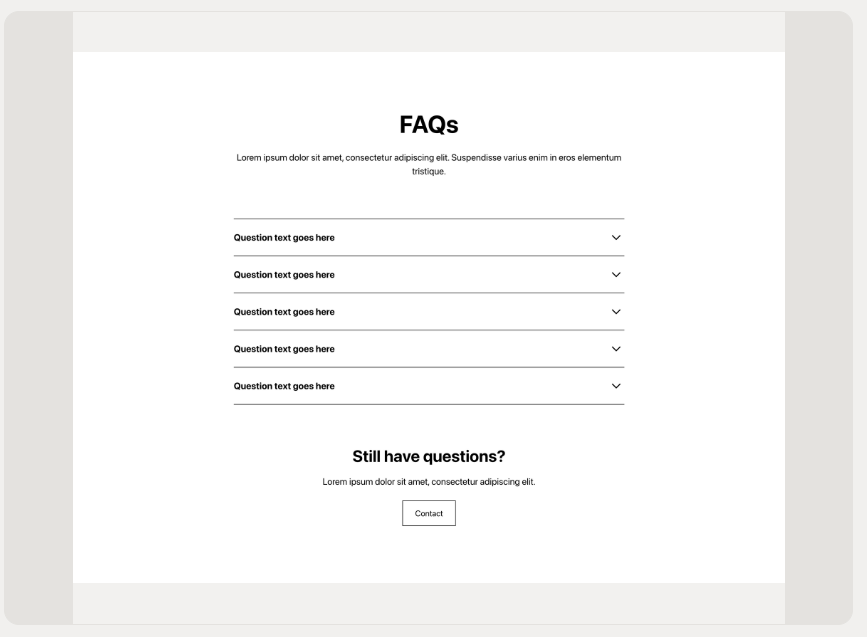 FAQs
Lorem ipsum dolor sit amet, consectetur adipiscing elit. Suspendisse varius enim in eros elementum
tristique.
Question text goes here
Question text goes here
Question text goes here
Question text goes here
Question text goes here
Still have questions?
Lorem ipsum dolor sit amet, consectetur adipiscing elit.
Contact